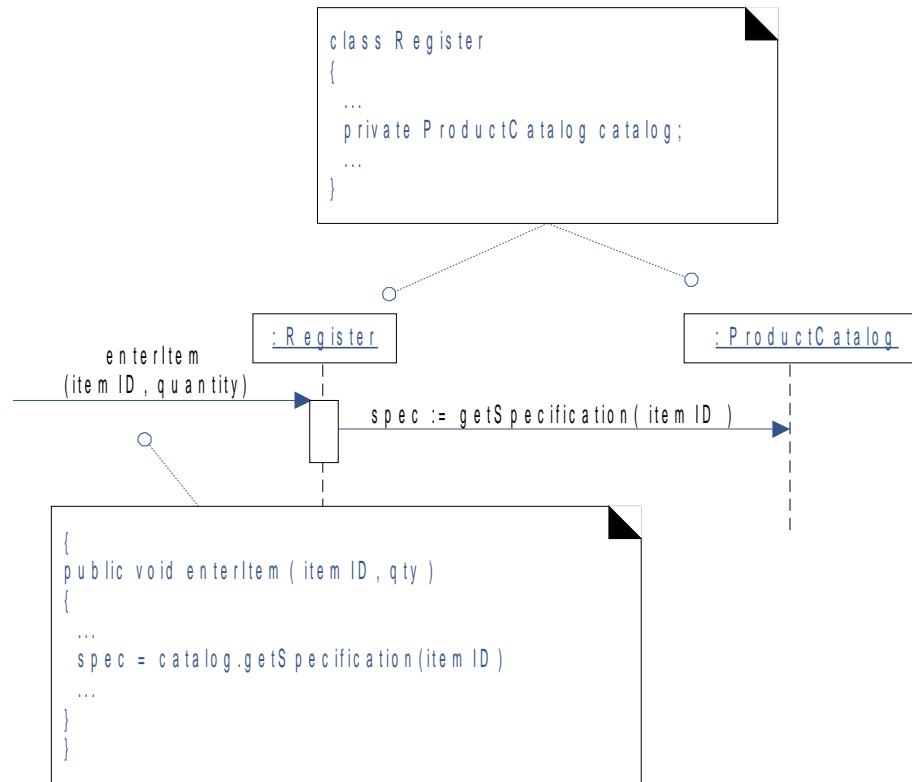 class Register
{
...
private ProductCatalog catalog;
...
}
: Register
: ProductCatalog
enterItem
(itemID, quantity)
spec := getSpecification( itemID )
{
public void enterItem( itemID, qty )
{
...
spec = catalog.getSpecification(itemID)
...
}
}